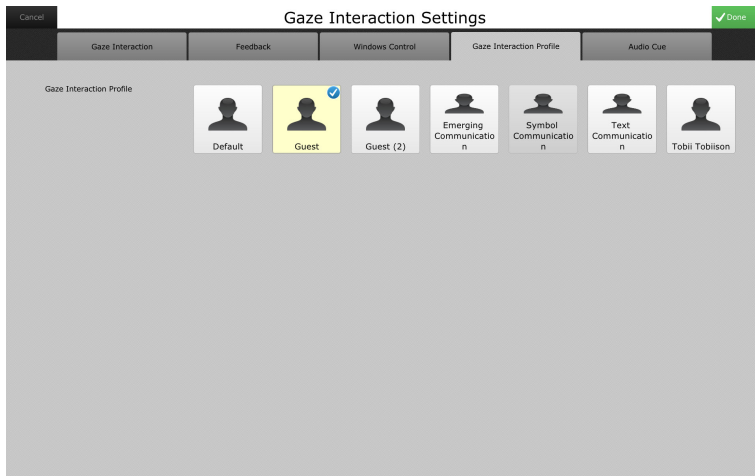 Cancel
Gaze Interaction Settings
Done
Gaze Interaction
Feedback
Windows Control
Gaze Interaction Profile
Audio Cue
Gaze Interaction Profile
Default
Guest
Guest (2)
Emerging
Communicatio
n
Symbol
Communicatio
n
Text
Communicatio
n
Tobii Tobiison